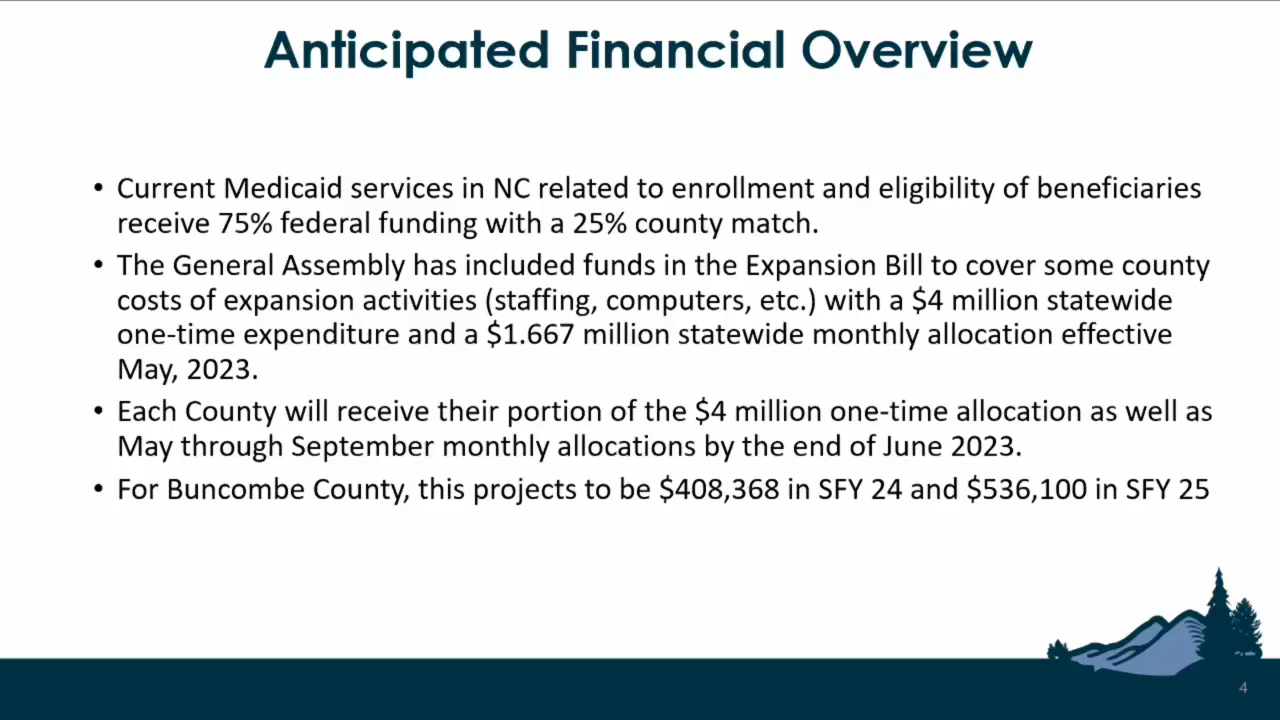 Anticipated Financial Overview
• Current Medicaid services in NC related to enrollment and eligibility of beneficiaries
receive 75% federal funding with a 25% county match.
• The General Assembly has included funds in the Expansion Bill to cover some county
costs of expansion activities (staffing, computers, etc.) with a $4 million statewide
one-time expenditure and a $1.667 million statewide monthly allocation effective
May, 2023.
• Each County will receive their portion of the $4 million one-time allocation as well as
May through September monthly allocations by the end of June 2023.
• For Buncombe County, this projects to be $408,368 in SFY 24 and $536,100 in SFY 25
4